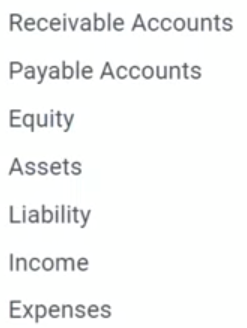 Receivable Accounts
Payable Accounts
Equity
Assets
Liability
Income
Expenses